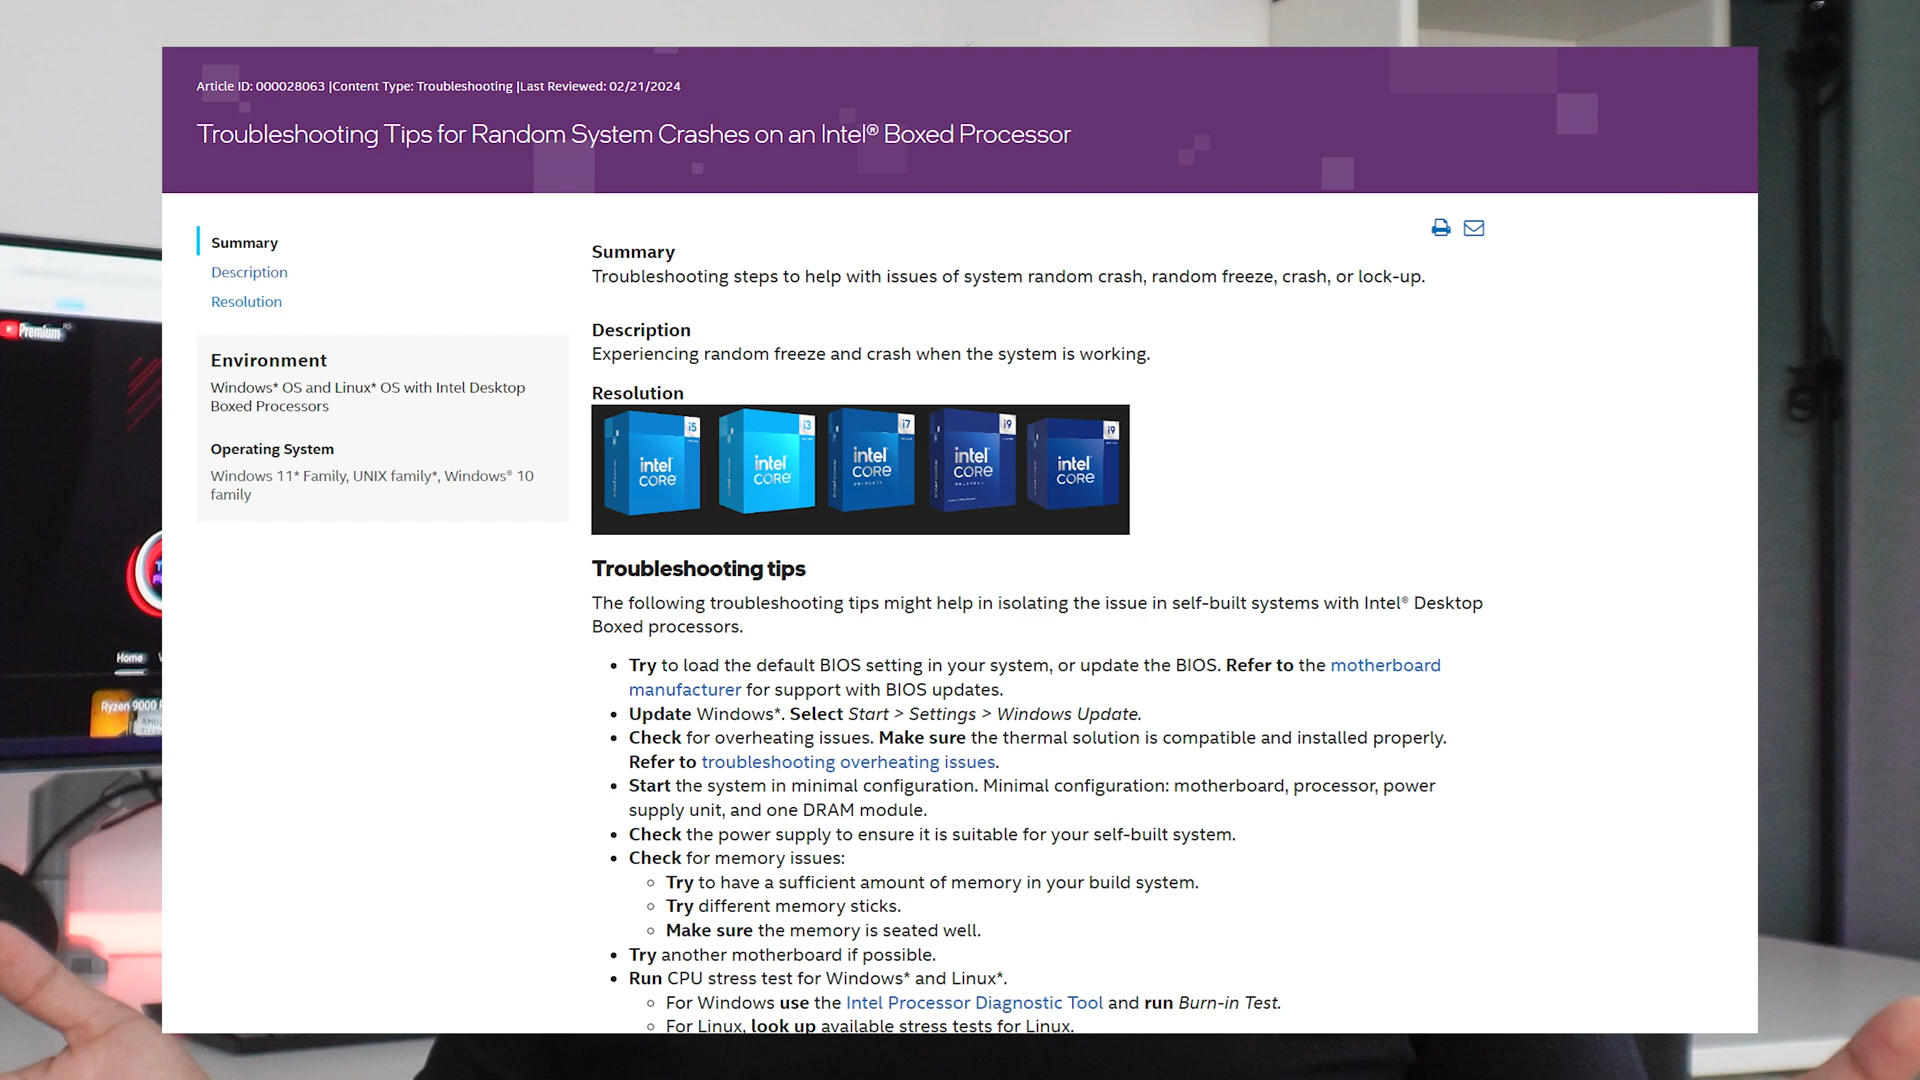 Article ID: 000028063 |Content Type: Troubleshooting |Last Reviewed: 02/21/2024
Troubleshooting Tips for Random System Crashes on an Intel® Boxed Processor
Summary
Description
Resolution
Environment
Windows* OS and Linux* OS with Intel Desktop
Boxed Processors
Operating System
Windows 11* Family, UNIX family*, Windows® 10
family
Summary
Troubleshooting steps to help with issues of system random crash, random freeze, crash, or lock-up.
Description
Experiencing random freeze and crash when the system is working.
Resolution
i5
intel
CORE
i3
intel
CORE
i7
intel
CORE
i9
intel
CORE
i9
intel
CORE
Troubleshooting tips
The following troubleshooting tips might help in isolating the issue in self-built systems with Intel® Desktop
Boxed processors.
• Try to load the default BIOS setting in your system, or update the BIOS. Refer to the motherboard
manufacturer for support with BIOS updates.
• Update Windows*. Select Start > Settings > Windows Update.
• Check for overheating issues. Make sure the thermal solution is compatible and installed properly.
Refer to troubleshooting overheating issues.
• Start the system in minimal configuration. Minimal configuration: motherboard, processor, power
supply unit, and one DRAM module.
• Check the power supply to ensure it is suitable for your self-built system.
• Check for memory issues:
◦ Try to have a sufficient amount of memory in your build system.
◦ Try different memory sticks.
◦ Make sure the memory is seated well.
• Try another motherboard if possible.
• Run CPU stress test for Windows* and Linux*.
◦ For Windows use the Intel Processor Diagnostic Tool and run Burn-in Test.
◦ For Linux, look up available stress tests for Linux.
Premium
Home
Ryzen 9000